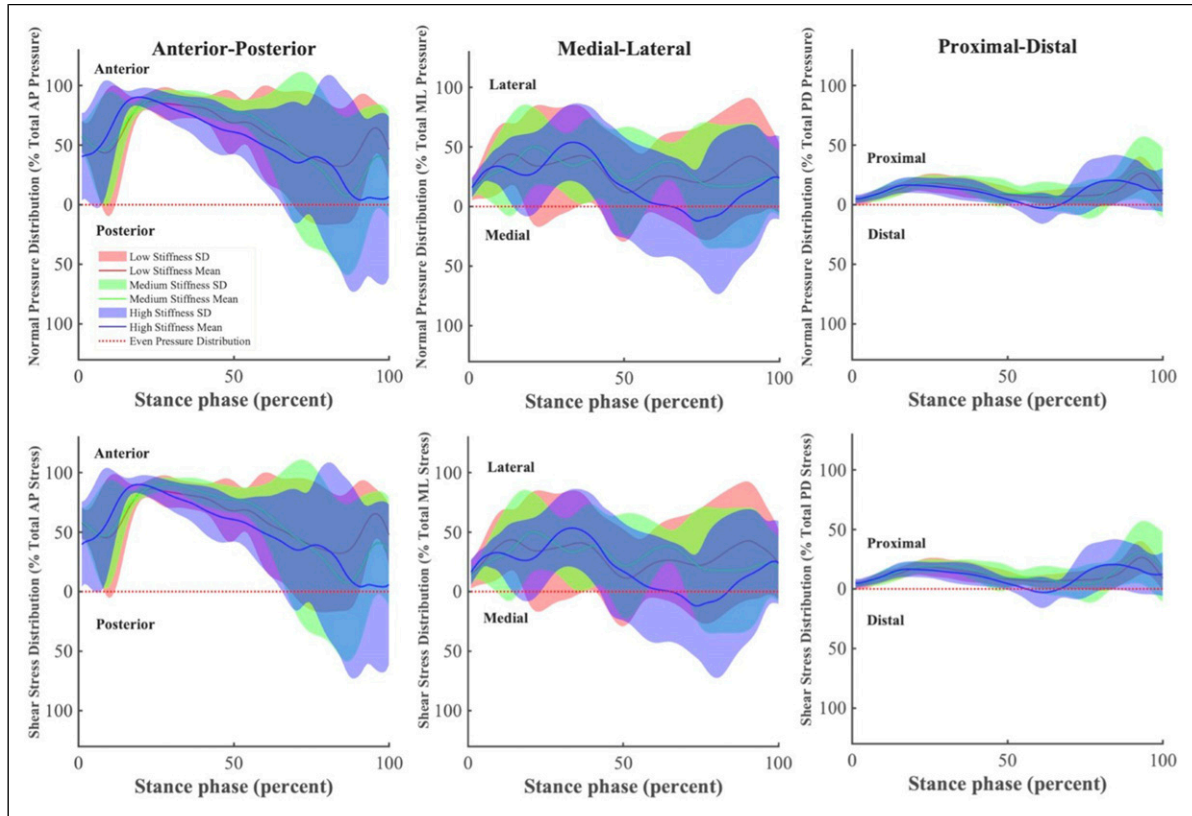 Anterior-Posterior
Medial-Lateral
Proximal-Distal
Normal Pressure Distribution (% Total AP Pressure)
100
50
0
50
100
Anterior
Posterior
Low Stiffness SD
Low Stiffness Mean
Medium Stiffness SD
Medium Stiffness Mean
High Stiffness SD
High Stiffness Mean
Even Pressure Distribution
0
50
100
Stance phase (percent)
Normal Pressure Distribution (% Total ML Pressure)
100
50
0
50
100
Lateral
Medial
0
50
100
Stance phase (percent)
Normal Pressure Distribution (% Total PD Pressure)
100
50
0
50
100
Proximal
Distal
0
100
Stance phase (percent)
Shear Stress Distribution (% Total AP Stress)
100
50
0
50
100
Anterior
Posterior
0
50
100
Stance phase (percent)
Shear Stress Distribution (% Total ML Stress)
100
50
0
50
100
Lateral
Medial
0
50
100
Stance phase (percent)
Shear Stress Distribution (% Total PD Stress)
100
50
0
50
100
Proximal
Distal
0
100
Stance phase (percent)